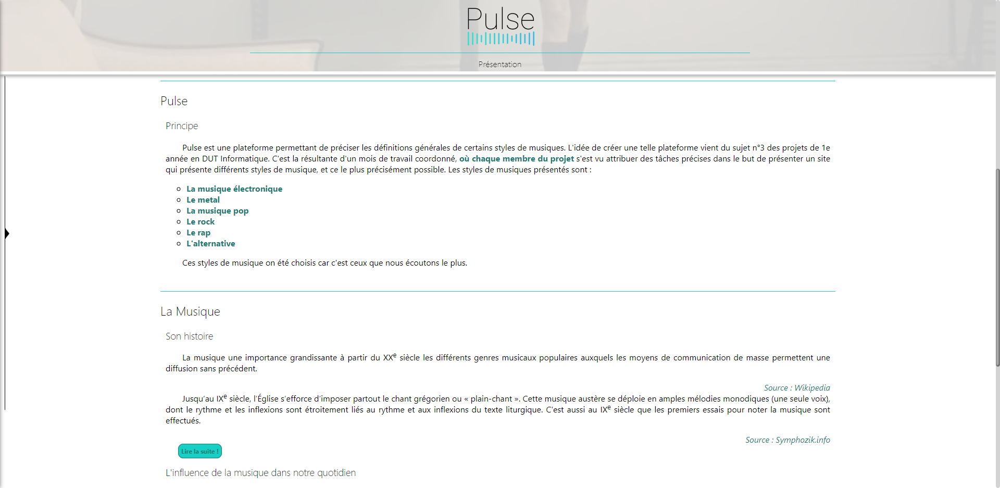 Pulse
Présentation
Pulse
Principe
Pulse est une plateforme permettant de préciser les définitions générales de certains styles de musiques. L'idée de créer une telle plateforme vient du sujet n°3 des projets de 1e
année en DUT Informatique. C'est la résultante d'un mois de travail coordonné, où chaque membre du projet s'est vu attribuer des tâches précises dans le but de présenter un site
qui présente différents styles de musique, et ce le plus précisément possible. Les styles de musiques présentés sont :
La musique électronique
Le metal
La musique pop
Le rock
Le rap
L'alternative
Ces styles de musique on été choisis car c'est ceux que nous écoutons le plus.
La Musique
Son histoire
La musique une importance grandissante à partir du XXe siècle les différents genres musicaux populaires auxquels les moyens de communication de masse permettent une
diffusion sans précédent.
Source : Wikipedia
Jusqu’au IXe siècle, l’Église s’efforce d’imposer partout le chant grégorien ou « plain-chant ». Cette musique austère se déploie en amples mélodies monodiques (une seule voix),
dont le rythme et les inflexions sont étroitement liés au rythme et aux inflexions du texte liturgique. C'est aussi au IXe siècle que les premiers essais pour noter la musique sont
effectués.
Source : Symphozik.info
Lire la suite !
L'influence de la musique dans notre quotidien